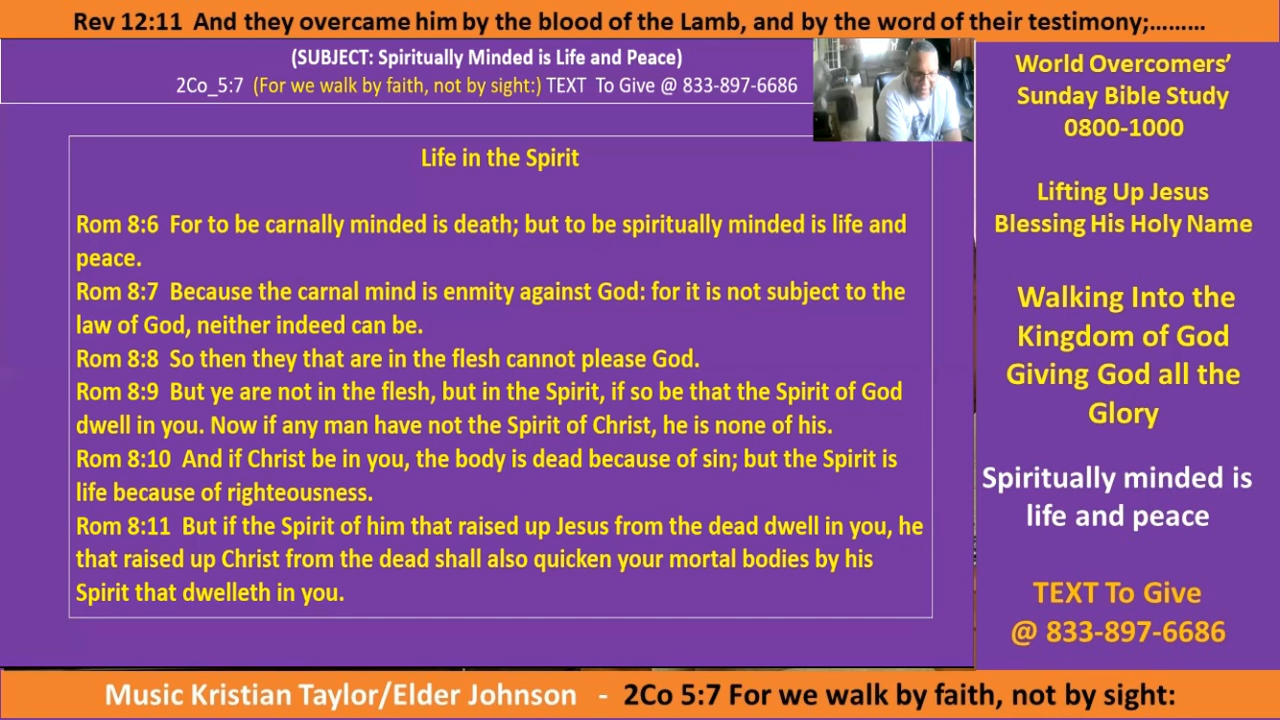 Rev 12:11  And they overcame him by the blood of the Lamb, and by the word of their testimony;………
(SUBJECT: Spiritually Minded is Life and Peace)
2Co_5:7  (For we walk by faith, not by sight:) TEXT  To Give @ 833-897-6686
Life in the Spirit
Rom 8:6  For to be carnally minded is death; but to be spiritually minded is life and
peace.
Rom 8:7  Because the carnal mind is enmity against God: for it is not subject to the
law of God, neither indeed can be.
Rom 8:8  So then they that are in the flesh cannot please God.
Rom 8:9  But ye are not in the flesh, but in the Spirit, if so be that the Spirit of God
dwell in you. Now if any man have not the Spirit of Christ, he is none of his.
Rom 8:10  And if Christ be in you, the body is dead because of sin; but the Spirit is
life because of righteousness.
Rom 8:11  But if the Spirit of him that raised up Jesus from the dead dwell in you, he
that raised up Christ from the dead shall also quicken your mortal bodies by his
Spirit that dwelleth in you.
World Overcomers’
Sunday Bible Study
0800-1000
Lifting Up Jesus
Blessing His Holy Name
Walking Into the
Kingdom of God
Giving God all the
Glory
Spiritually minded is
life and peace
TEXT To Give
@ 833-897-6686
Music Kristian Taylor/Elder Johnson  -  2Co 5:7 For we walk by faith, not by sight: